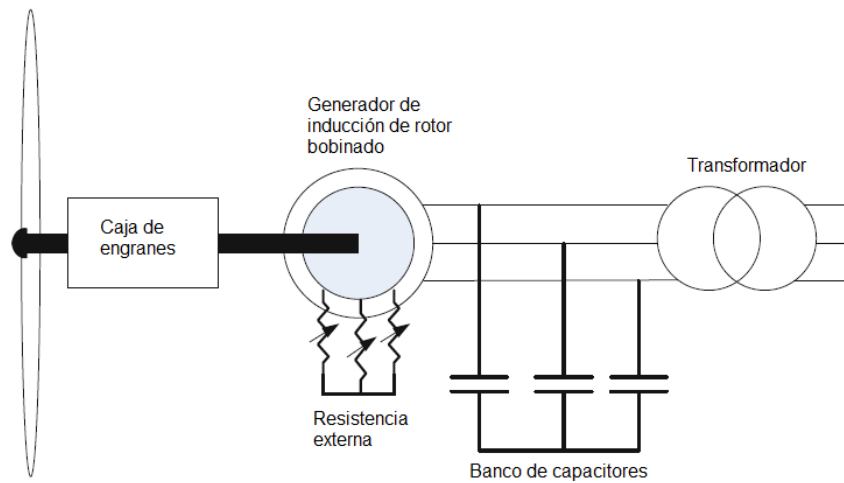 Generador de
inducción de rotor
bobinado
Transformador
Caja de
engranes
Resistencia
externa
Banco de capacitores